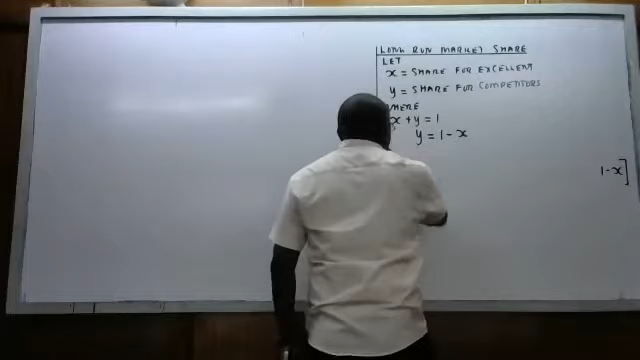 LONG RUN MARKET SHARE
LET
x = SHARE FOR EXCELLENT
y = SHARE FOR COMPETITORS
x + y = 1
y = 1 - x
1-x]